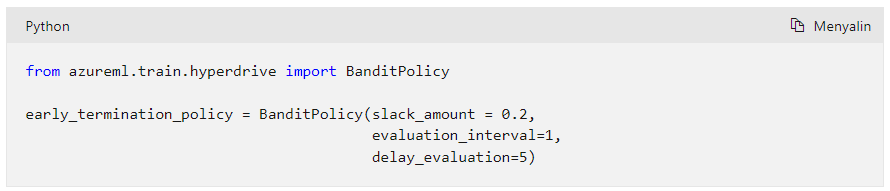 Python
Menyalin
from azureml.train.hyperdrive import BanditPolicy
early_termination_policy = BanditPolicy(slack_amount = 0.2,
evaluation_interval=1,
delay_evaluation=5)